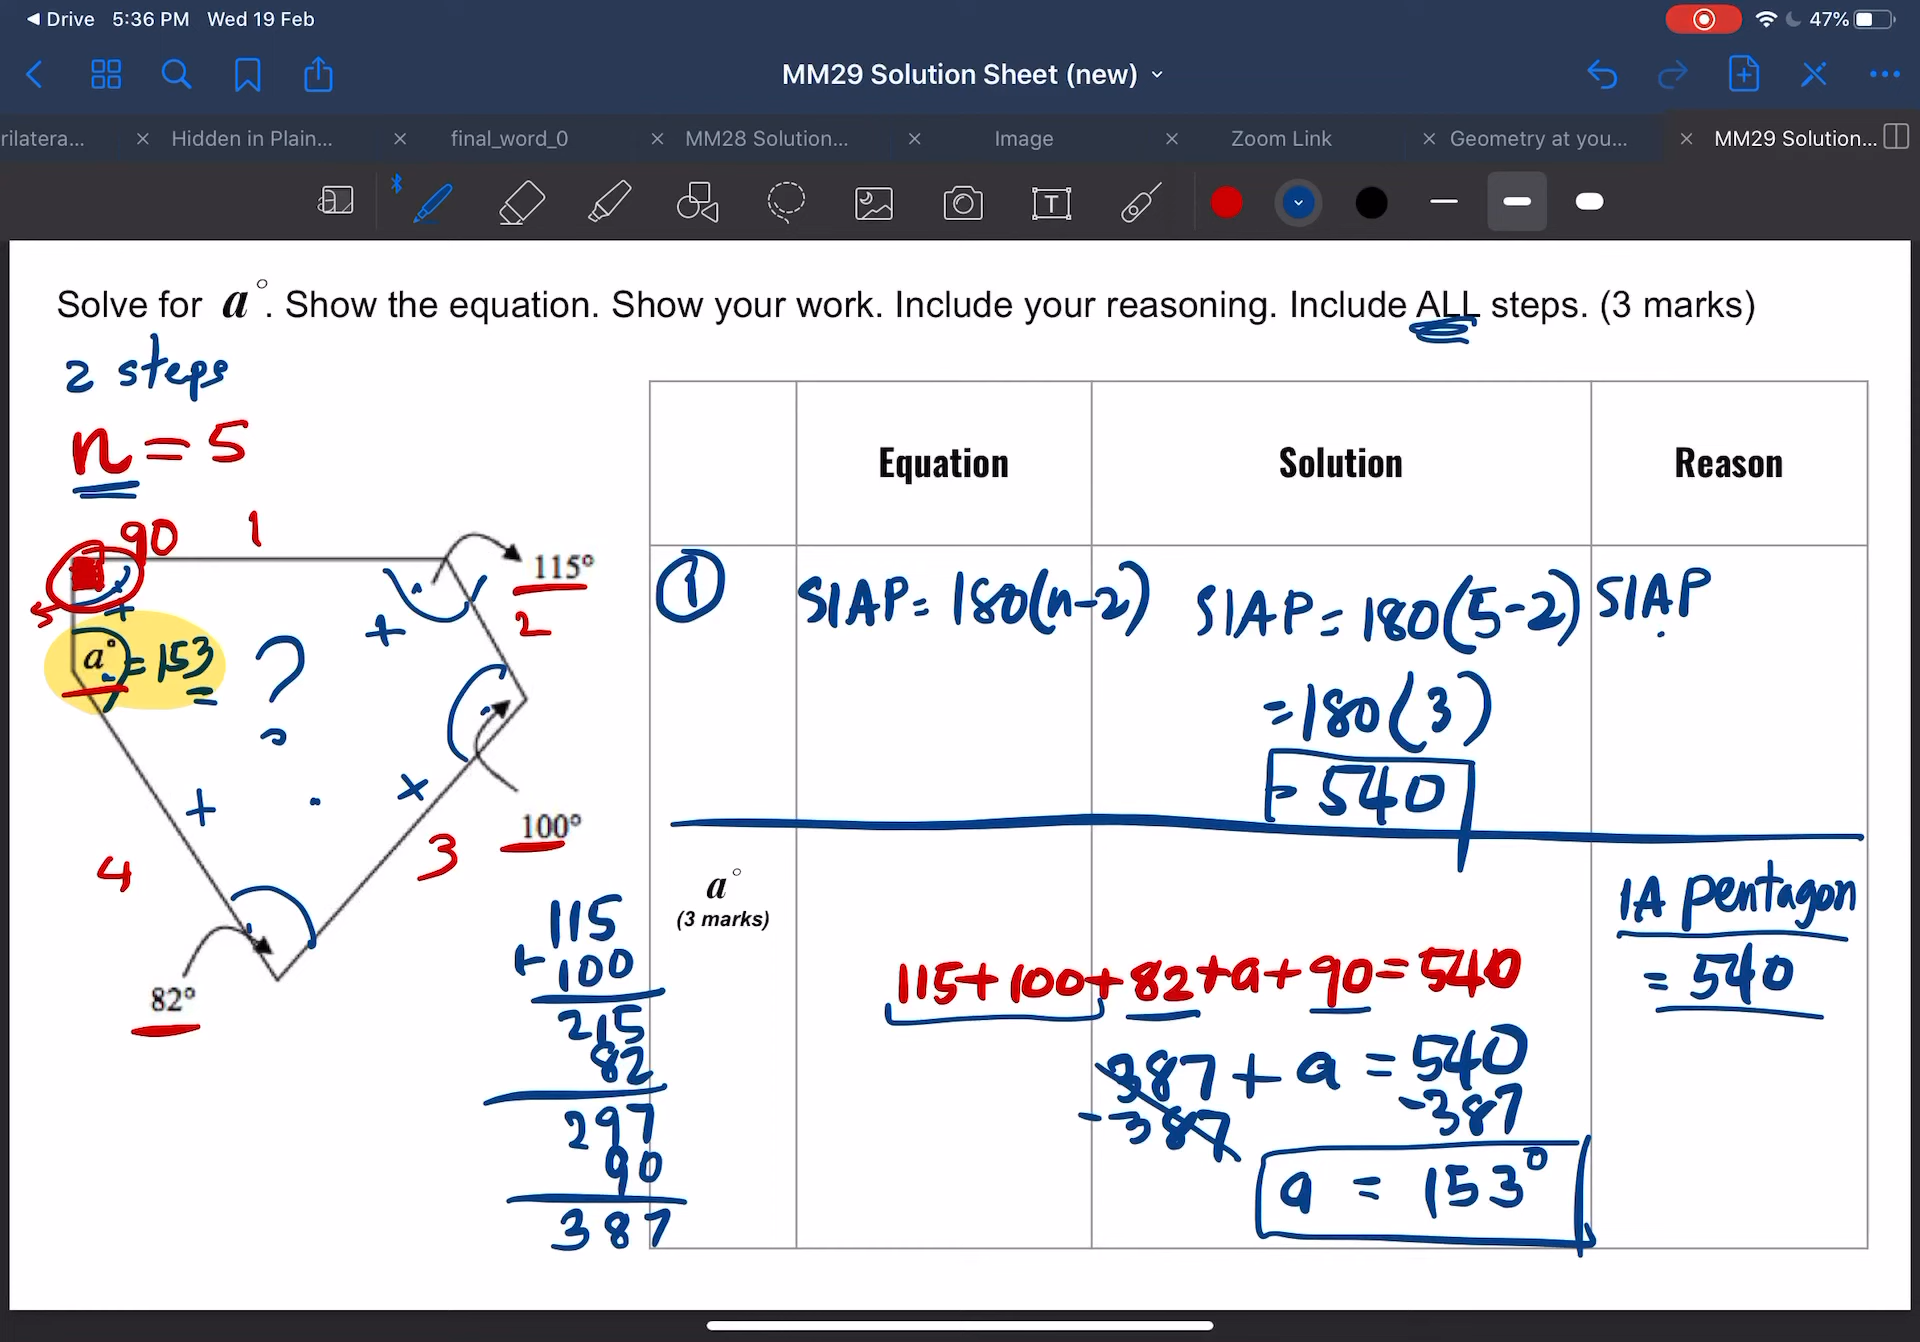 Drive 5:36 PM Wed 19 Feb 47%
MM29 Solution Sheet (new)
rilatera... Hidden in Plain... final_word_0 MM28 Solution... Image Zoom Link Geometry at you... MM29 Solution...
T
Solve for a°. Show the equation. Show your work. Include your reasoning. Include ALL steps. (3 marks)
2 steps
n = 5
90 1
115°
2
5
a° = 153
?
+
+
+
+
100°
3
4
82°
115
+ 100
215
82
297
90
387
Equation Solution Reason
① SIAP = 180(n-2) SIAP = 180(5-2) SIAP
= 180(3)
= 540
a°
(3 marks)
IA pentagon
= 540
115+100+82+a+90=540
387 + a = 540
-387 -387
a = 153°